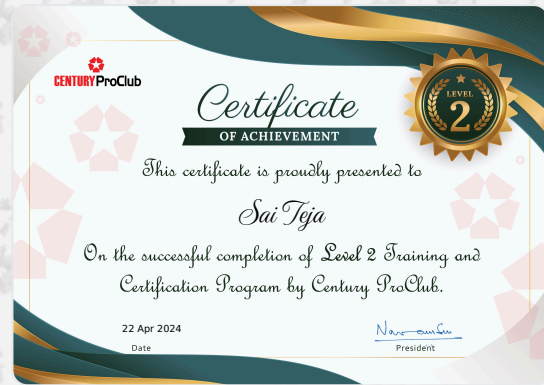 CENTURY ProClub
LEVEL
2
Certificate
OF ACHIEVEMENT
This certificate is proudly presented to
Sai Teja
On the successful completion of Level 2 Training and
Certification Program by Century ProClub.
22 Apr 2024
Date
President